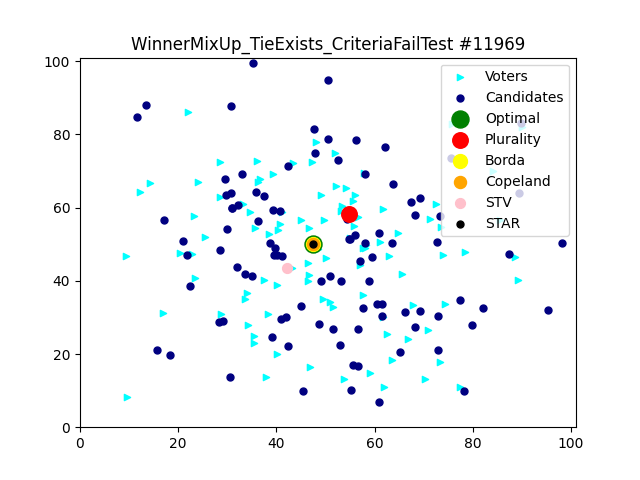 WinnerMixUp_TieExists_CriteriaFailTest #11969
100
80
60
40
20
0
0 20 40 60 80 100
Voters
Candidates
Optimal
Plurality
Borda
Copeland
STV
STAR